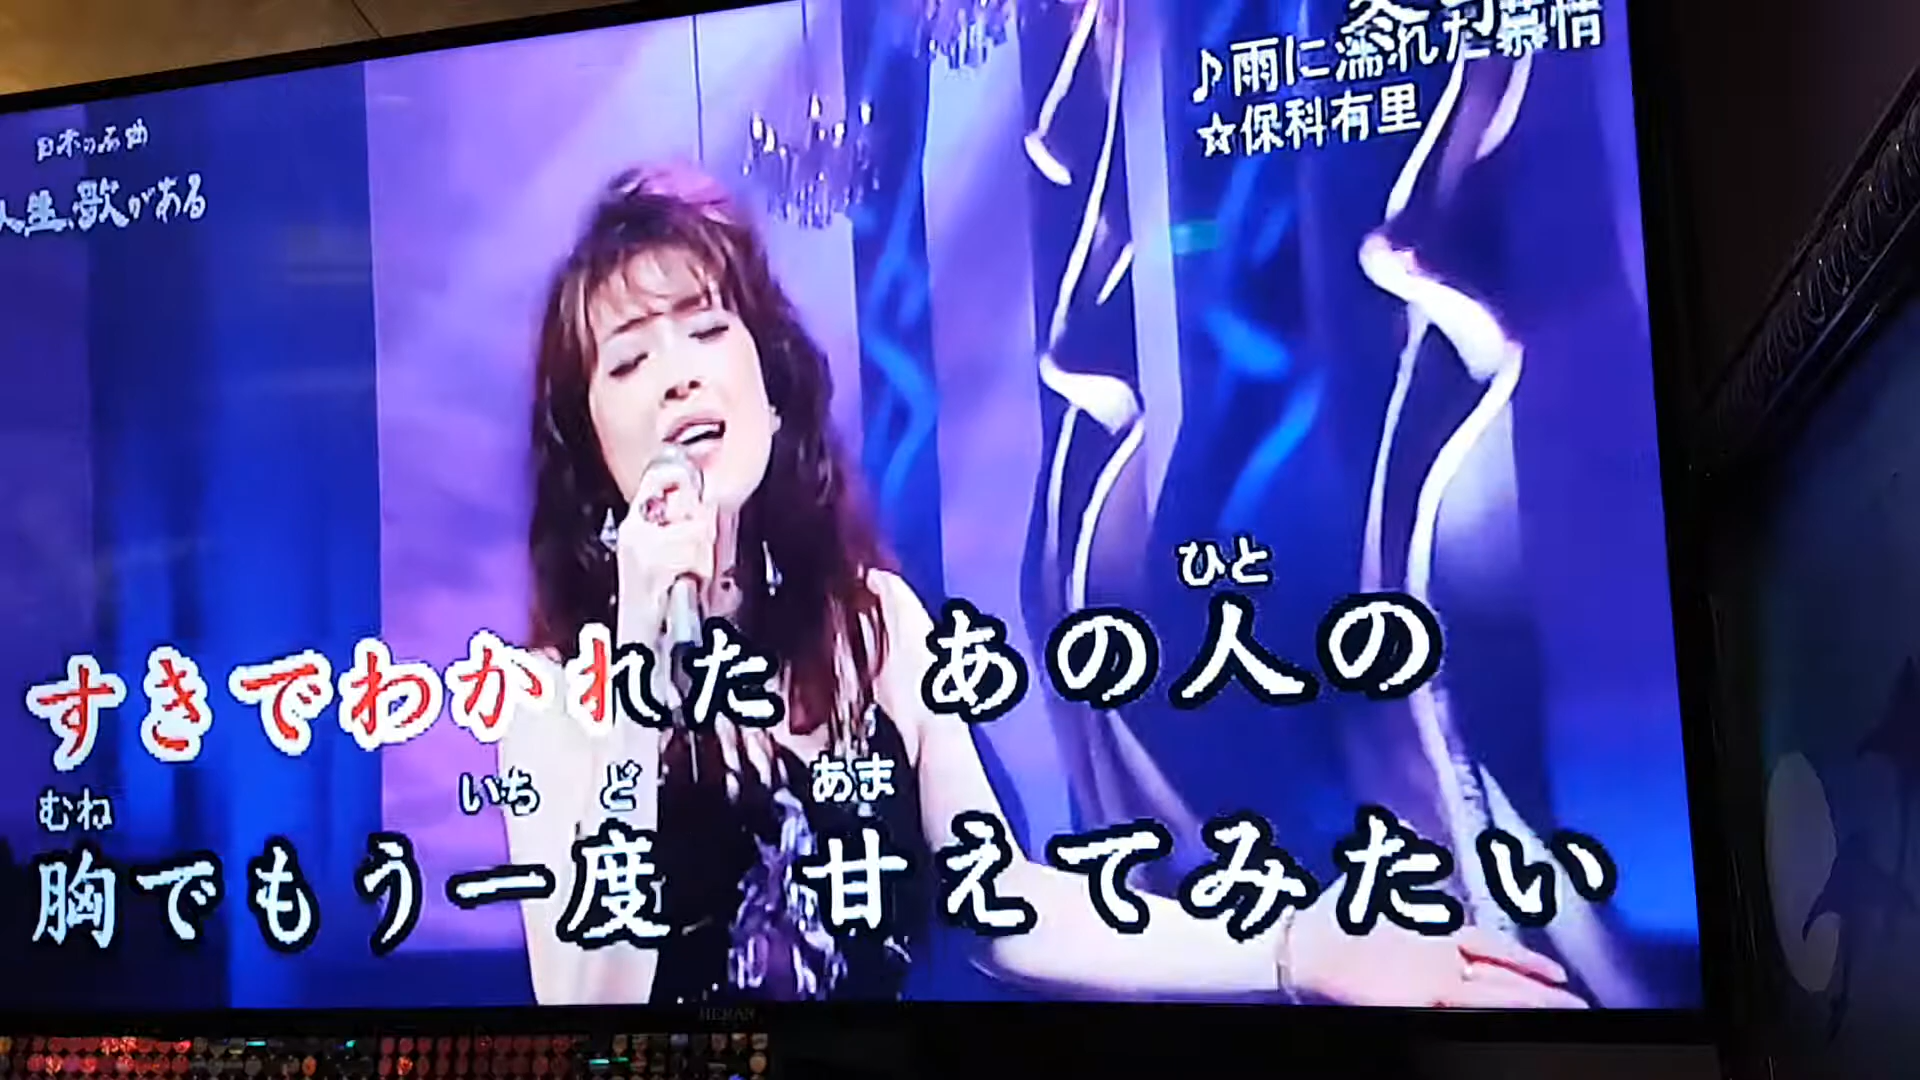 ♪雨に濡れた慕情
☆保科有里
日本の名曲
人生、歌がある
ひと
すきでわかれた あの人の
むね いち ど あま
胸でもう一度 甘えてみたい
HERAN